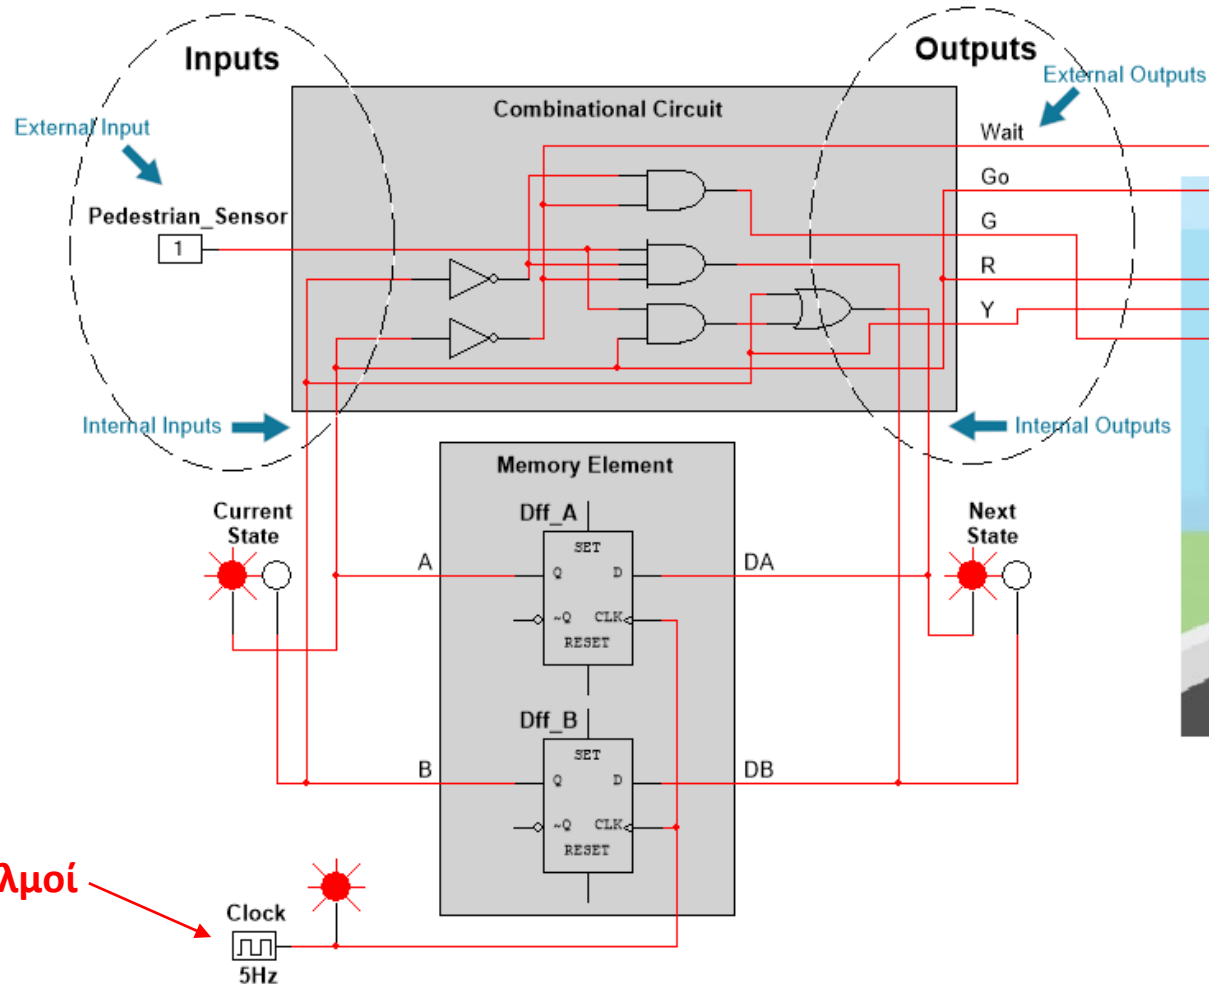 Inputs
Outputs
External Outputs
External Input
Combinational Circuit
Wait
Go
Pedestrian_Sensor
1
G
R
Y
Internal Inputs
Internal Outputs
Memory Element
Current
State
Dff_A
Next
State
SET
A
Q
D
DA
~Q
CLK
RESET
Dff_B
SET
B
Q
D
DB
~Q
CLK
RESET
λμοί
Clock
5Hz